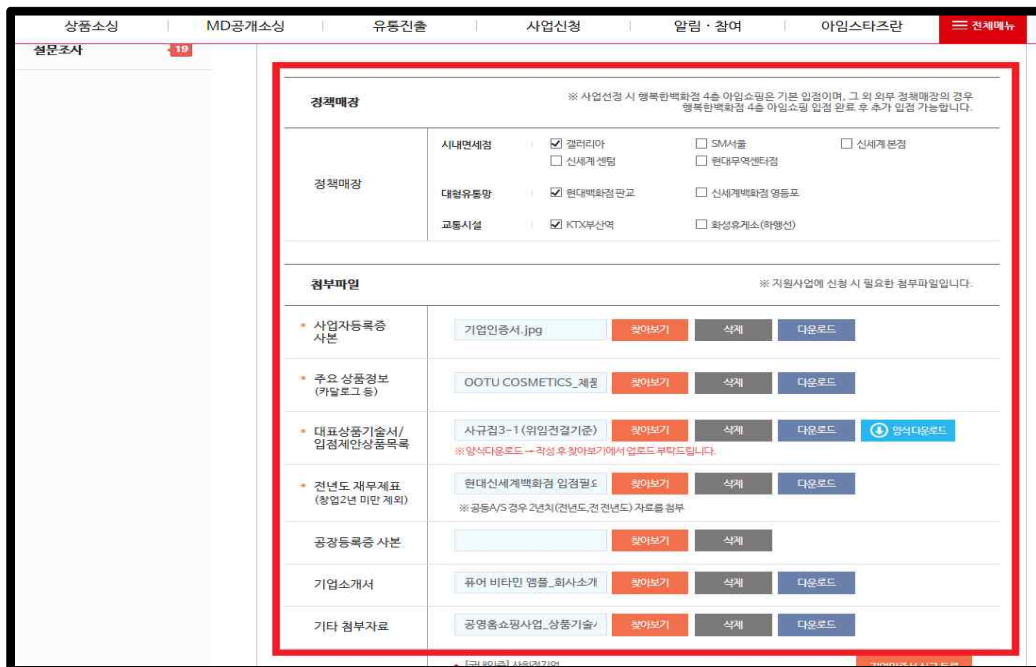 상품소싱 MD공개소싱 유통진출 사업신청 알림 · 참여 아임스타즈란 전체메뉴
설문조사 19
정책매장 ※ 사업선정 시 행복한백화점 4층 아임쇼핑은 기본 입점이며, 그 외 외부 정책매장의 경우
행복한백화점 4층 아임쇼핑 입점 완료 후 추가 입점 가능합니다.
정책매장
시내면세점 갤러리아 SM서울 신세계 본점
신세계 센텀 현대무역센터점
대형유통망 현대백화점 판교 신세계백화점 영등포
교통시설 KTX부산역 화성휴게소(하행선)
첨부파일 ※ 지원사업에 신청 시 필요한 첨부파일입니다.
* 사업자등록증
사본
기업인증서.jpg 찾아보기 삭제 다운로드
* 주요 상품정보
(카달로그 등)
OOTU COSMETICS_제품 찾아보기 삭제 다운로드
* 대표상품기술서/
입점제안상품목록
사규집3-1(위임전결기준) 찾아보기 삭제 다운로드 양식다운로드
※ 양식다운로드 → 작성 후 찾아보기에서 업로드 부탁드립니다.
* 전년도 재무제표
(창업2년 미만 제외)
현대신세계백화점 입점필요 찾아보기 삭제 다운로드
※ 공동A/S 경우 2년치(전년도,전 전년도) 자료를 첨부
공장등록증 사본 찾아보기 삭제
기업소개서 퓨어 비타민 앰플_회사소개 찾아보기 삭제 다운로드
기타 첨부자료 공영홈쇼핑사업_상품기술 찾아보기 삭제 다운로드